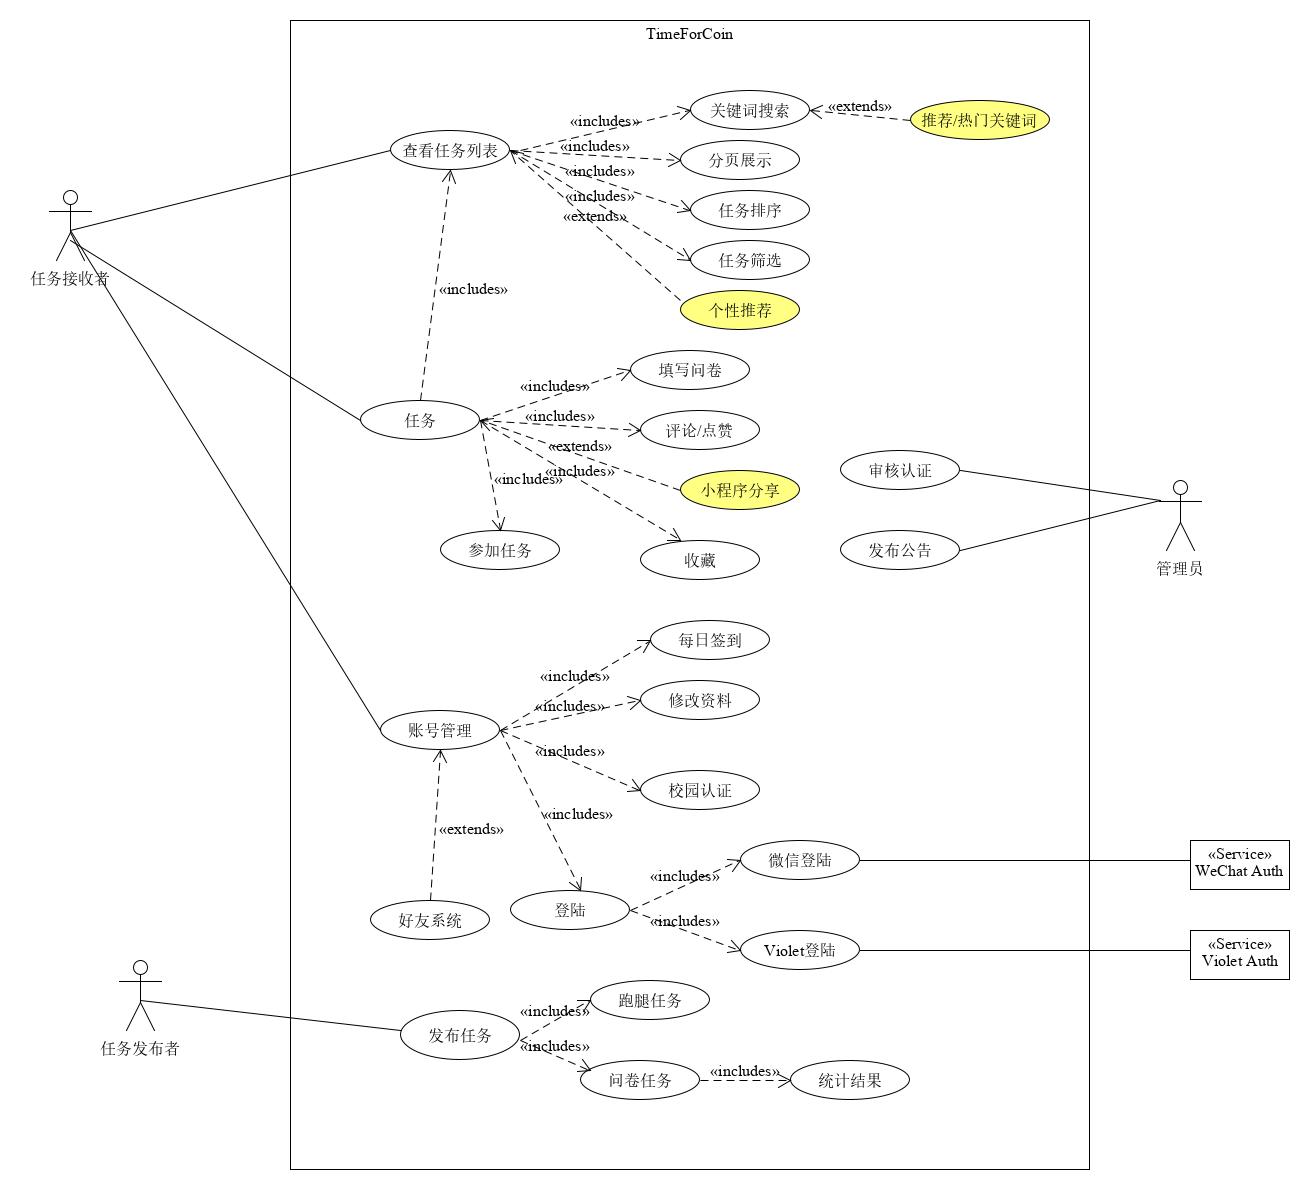 TimeForCoin
关键词搜索
«extends»
推荐/热门关键词
«includes»
查看任务列表
«includes»
分页展示
«includes»
任务排序
«includes»
«extends»
任务筛选
任务接收者
«includes»
个性推荐
填写问卷
«includes»
任务
«includes»
评论/点赞
«extends»
«includes»
«includes»
小程序分享
审核认证
参加任务
收藏
发布公告
管理员
每日签到
«includes»
修改资料
«includes»
账号管理
«includes»
校园认证
«includes»
«extends»
微信登陆
«Service»
WeChat Auth
«includes»
好友系统
登陆
«includes»
Violet登陆
«Service»
Violet Auth
跑腿任务
«includes»
发布任务
任务发布者
«includes»
问卷任务
«includes»
统计结果